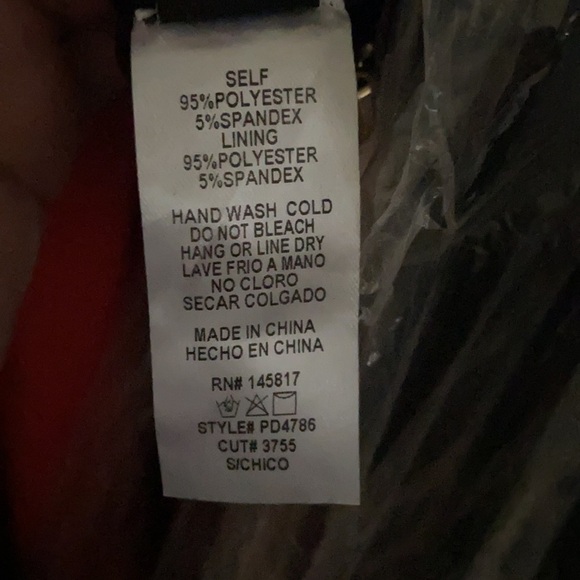 SELF
95%POLYESTER
5%SPANDEX
LINING
95%POLYESTER
5%SPANDEX
HAND WASH COLD
DO NOT BLEACH
HANG OR LINE DRY
LAVE FRIO A MANO
NO CLORO
SECAR COLGADO
MADE IN CHINA
HECHO EN CHINA
RN# 145817
STYLE# PD4786
CUT# 3755
S/CHICO